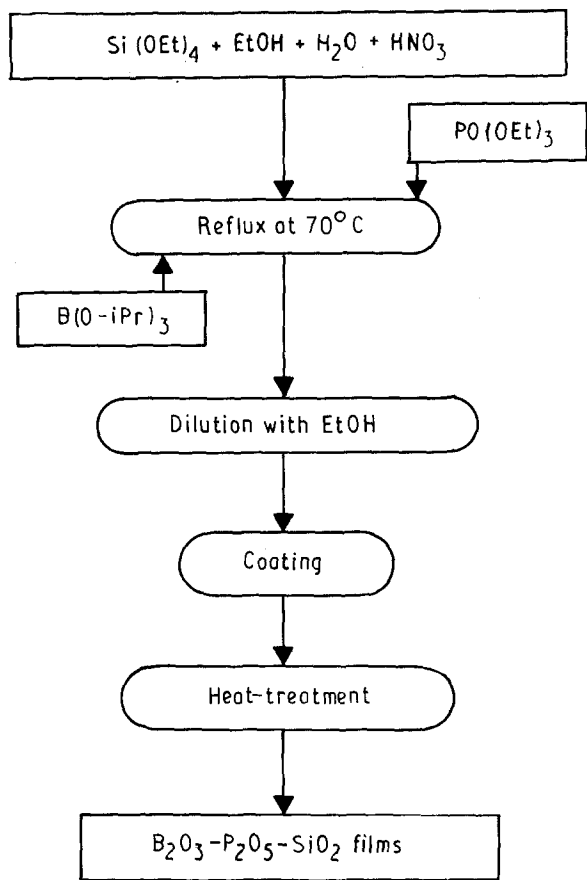 Si(OEt)₄ + EtOH + H₂O + HNO₃
PO(OEt)₃
Reflux at 70°C
B(O-iPr)₃
Dilution with EtOH
Coating
Heat-treatment
B₂O₃-P₂O₅-SiO₂ films